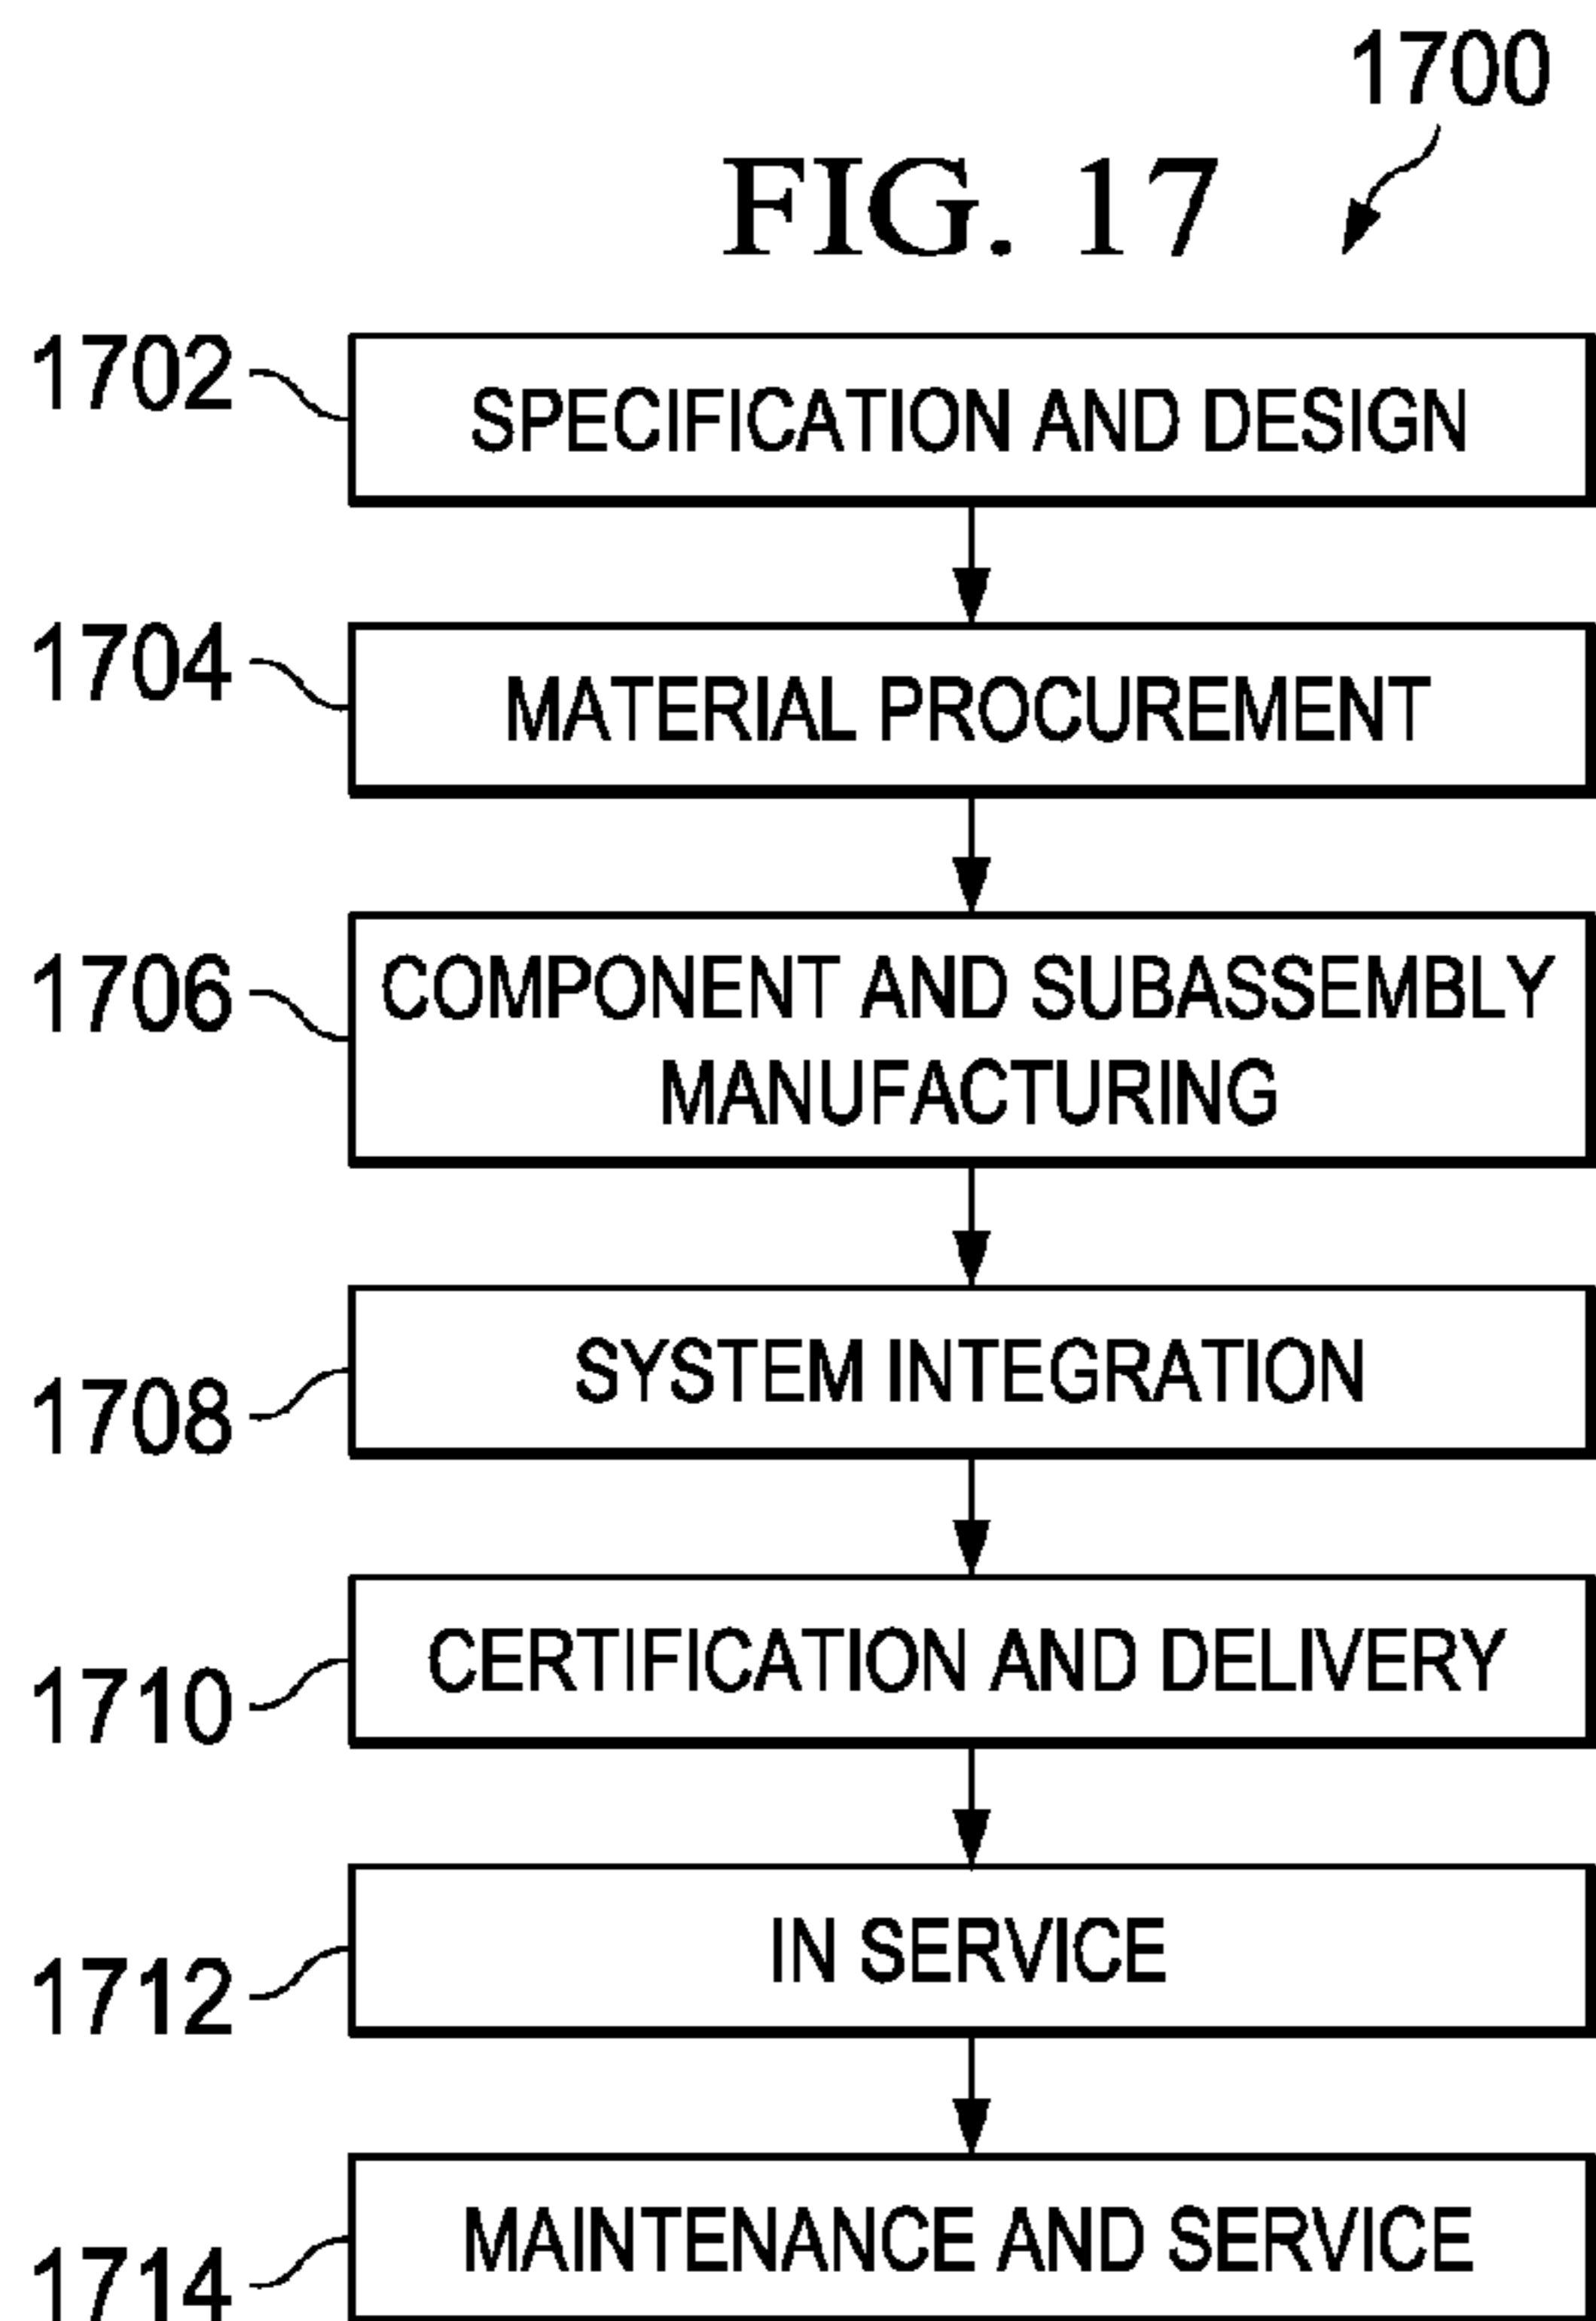 1700
FIG. 17
1702
SPECIFICATION AND DESIGN
1704
MATERIAL PROCUREMENT
1706
COMPONENT AND SUBASSEMBLY
MANUFACTURING
1708
SYSTEM INTEGRATION
1710
CERTIFICATION AND DELIVERY
1712
IN SERVICE
1714
MAINTENANCE AND SERVICE